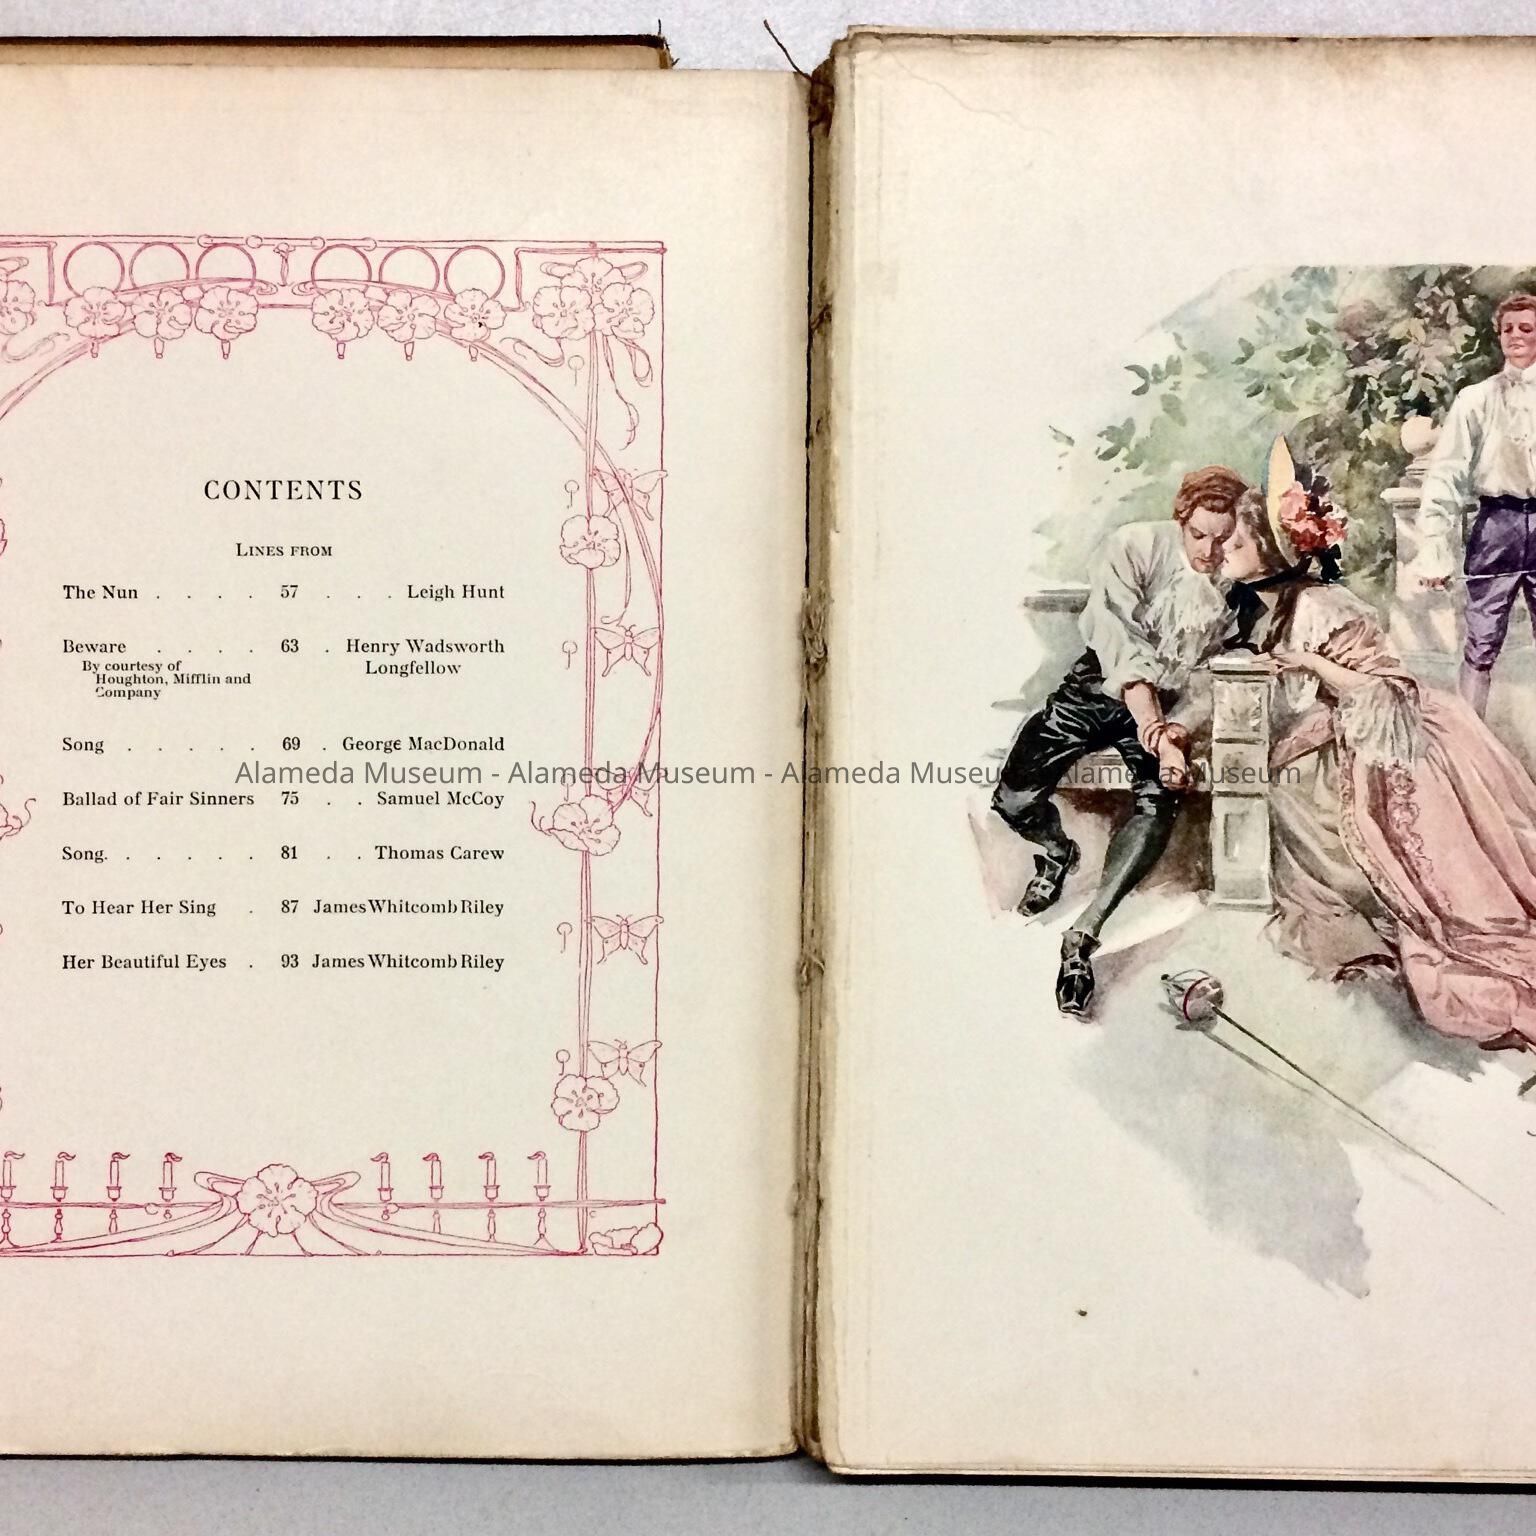 CONTENTS
LINES FROM
The Nun . . . . 57 . . . Leigh Hunt
Beware . . . . 63 . Henry Wadsworth
Longfellow
By courtesy of
Houghton, Mifflin and
Company
Song . . . . . 69 . George MacDonald
Alameda Museum - Alameda Museum - Alameda Museum - Alameda Museum
Ballad of Fair Sinners 75 . . Samuel McCoy
Song. . . . . . 81 . . Thomas Carew
To Hear Her Sing . 87 James Whitcomb Riley
Her Beautiful Eyes . 93 James Whitcomb Riley